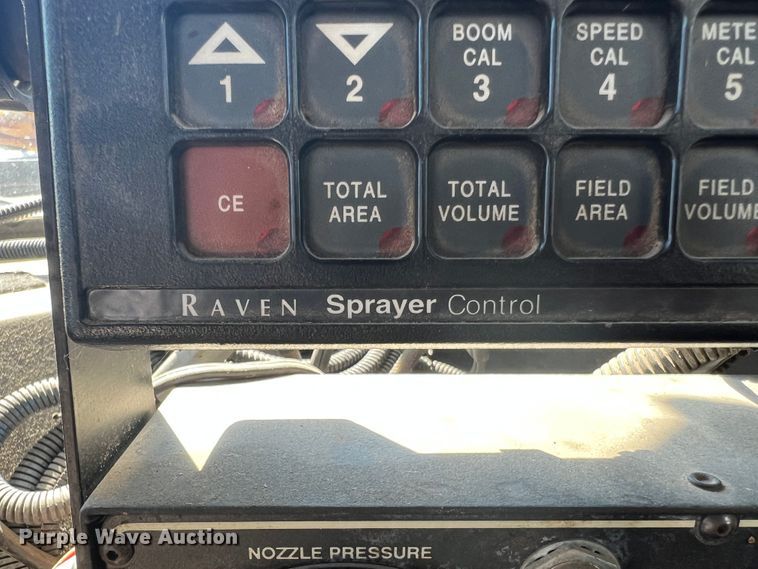 BOOM SPEED METE
CAL CAL CAL
1 2 3 4 5
CE TOTAL TOTAL FIELD FIELD
AREA VOLUME AREA VOLUME
RAVEN Sprayer Control
Purple Wave Auction
NOZZLE PRESSURE